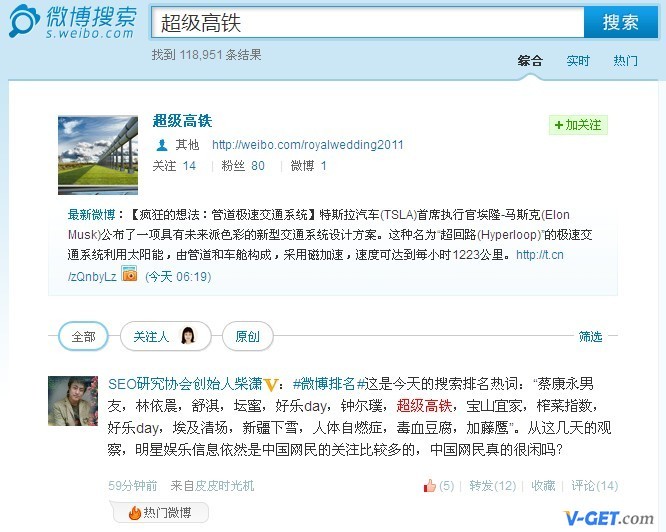 微博搜索
s.weibo.com
超级高铁
搜索
找到 118,951 条结果
综合 实时 热门
超级高铁
+加关注
其他 http://weibo.com/royalwedding2011
关注 14 | 粉丝 80 | 微博 1
最新微博：【疯狂的想法：管道极速交通系统】特斯拉汽车(TSLA)首席执行官埃隆-马斯克(Elon
Musk)公布了一项具有未来派色彩的新型交通系统设计方案。这种名为“超回路(Hyperloop)”的极速交
通系统利用太阳能，由管道和车舱构成，采用磁加速，速度可达到每小时1223公里。http://t.cn
/zQnbyLz (今天 06:19)
全部 关注人 原创 筛选
SEO研究协会创始人柴潇V：#微博排名#这是今天的搜索排名热词：“蔡康永男
友，林依晨，舒淇，坛蜜，好乐day，钟尔璞，超级高铁，宝山宜家，榨菜指数，
好乐day，埃及清场，新疆下雪，人体自燃症，毒血豆腐，加藤鹰”。从这几天的观
察，明星娱乐信息依然是中国网民的关注比较多的，中国网民真的很闲吗？
59分钟前 来自皮皮时光机 (5) | 转发(12) | 收藏 | 评论(14)
热门微博
V-GET.com